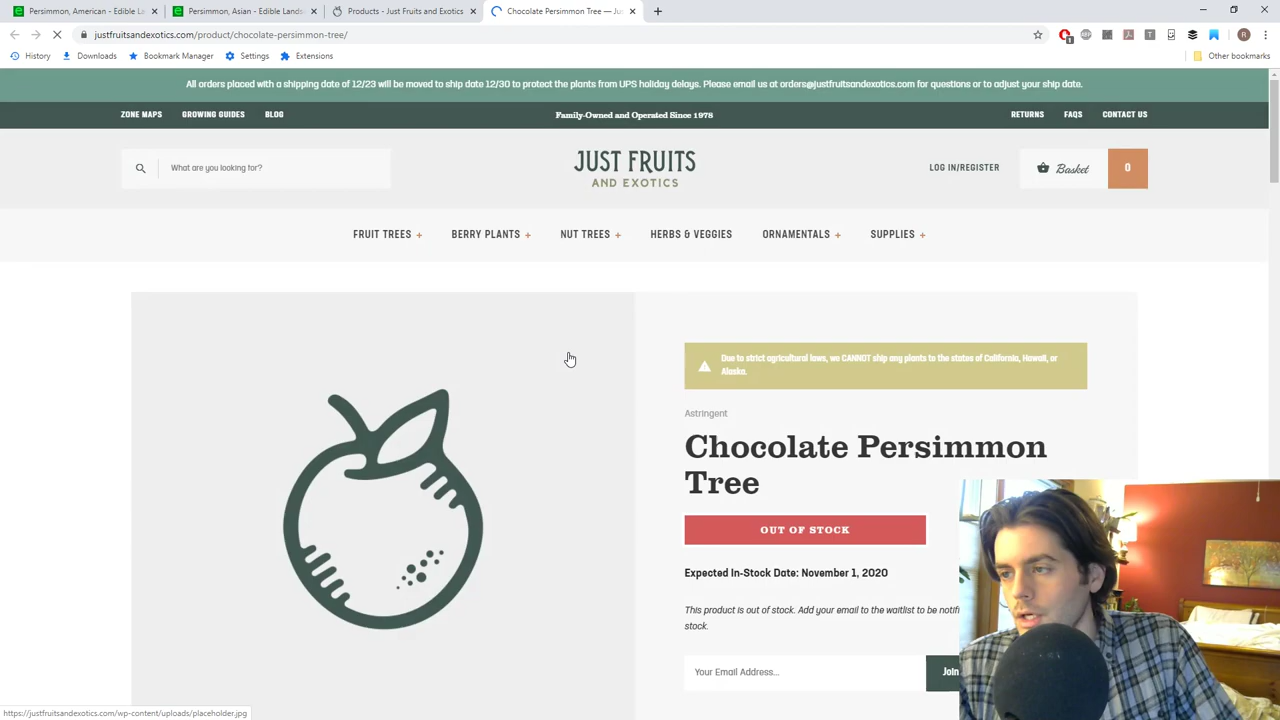 Persimmon, American - Edible La
Persimmon, Asian - Edible Lands
Products - Just Fruits and Exotics
Chocolate Persimmon Tree —
justfruitsandexotics.com/product/chocolate-persimmon-tree/
History
Downloads
Bookmark Manager
Settings
Extensions
Other bookmarks
All orders placed with a shipping date of 12/23 will be moved to ship date 12/30 to protect the plants from UPS holiday delays. Please email us at orders@justfruitsandexotics.com for questions or to adjust your ship date.
ZONE MAPS GROWING GUIDES BLOG
Family-Owned and Operated Since 1978
RETURNS FAQS CONTACT US
What are you looking for?
JUST FRUITS
AND EXOTICS
LOG IN/REGISTER
Basket
0
FRUIT TREES + BERRY PLANTS + NUT TREES + HERBS & VEGGIES ORNAMENTALS + SUPPLIES +
Due to strict agricultural laws, we CANNOT ship any plants to the states of California, Hawaii, or
Alaska.
Astringent
Chocolate Persimmon
Tree
OUT OF STOCK
Expected In-Stock Date: November 1, 2020
This product is out of stock. Add your email to the waitlist to be notifi
stock.
Your Email Address...
Join
https://justfruitsandexotics.com/wp-content/uploads/placeholder.jpg